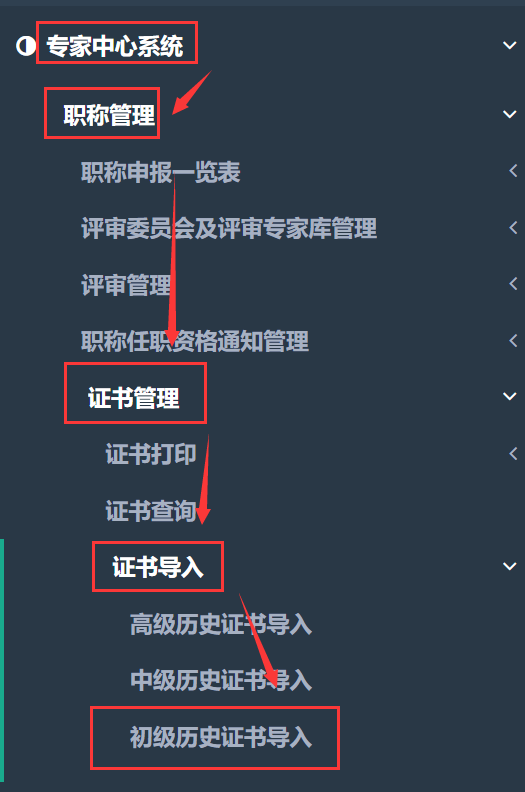 专家中心系统
职称管理
职称申报一览表
评审委员会及评审专家库管理
评审管理
职称任职资格通知管理
证书管理
证书打印
证书查询
证书导入
高级历史证书导入
中级历史证书导入
初级历史证书导入